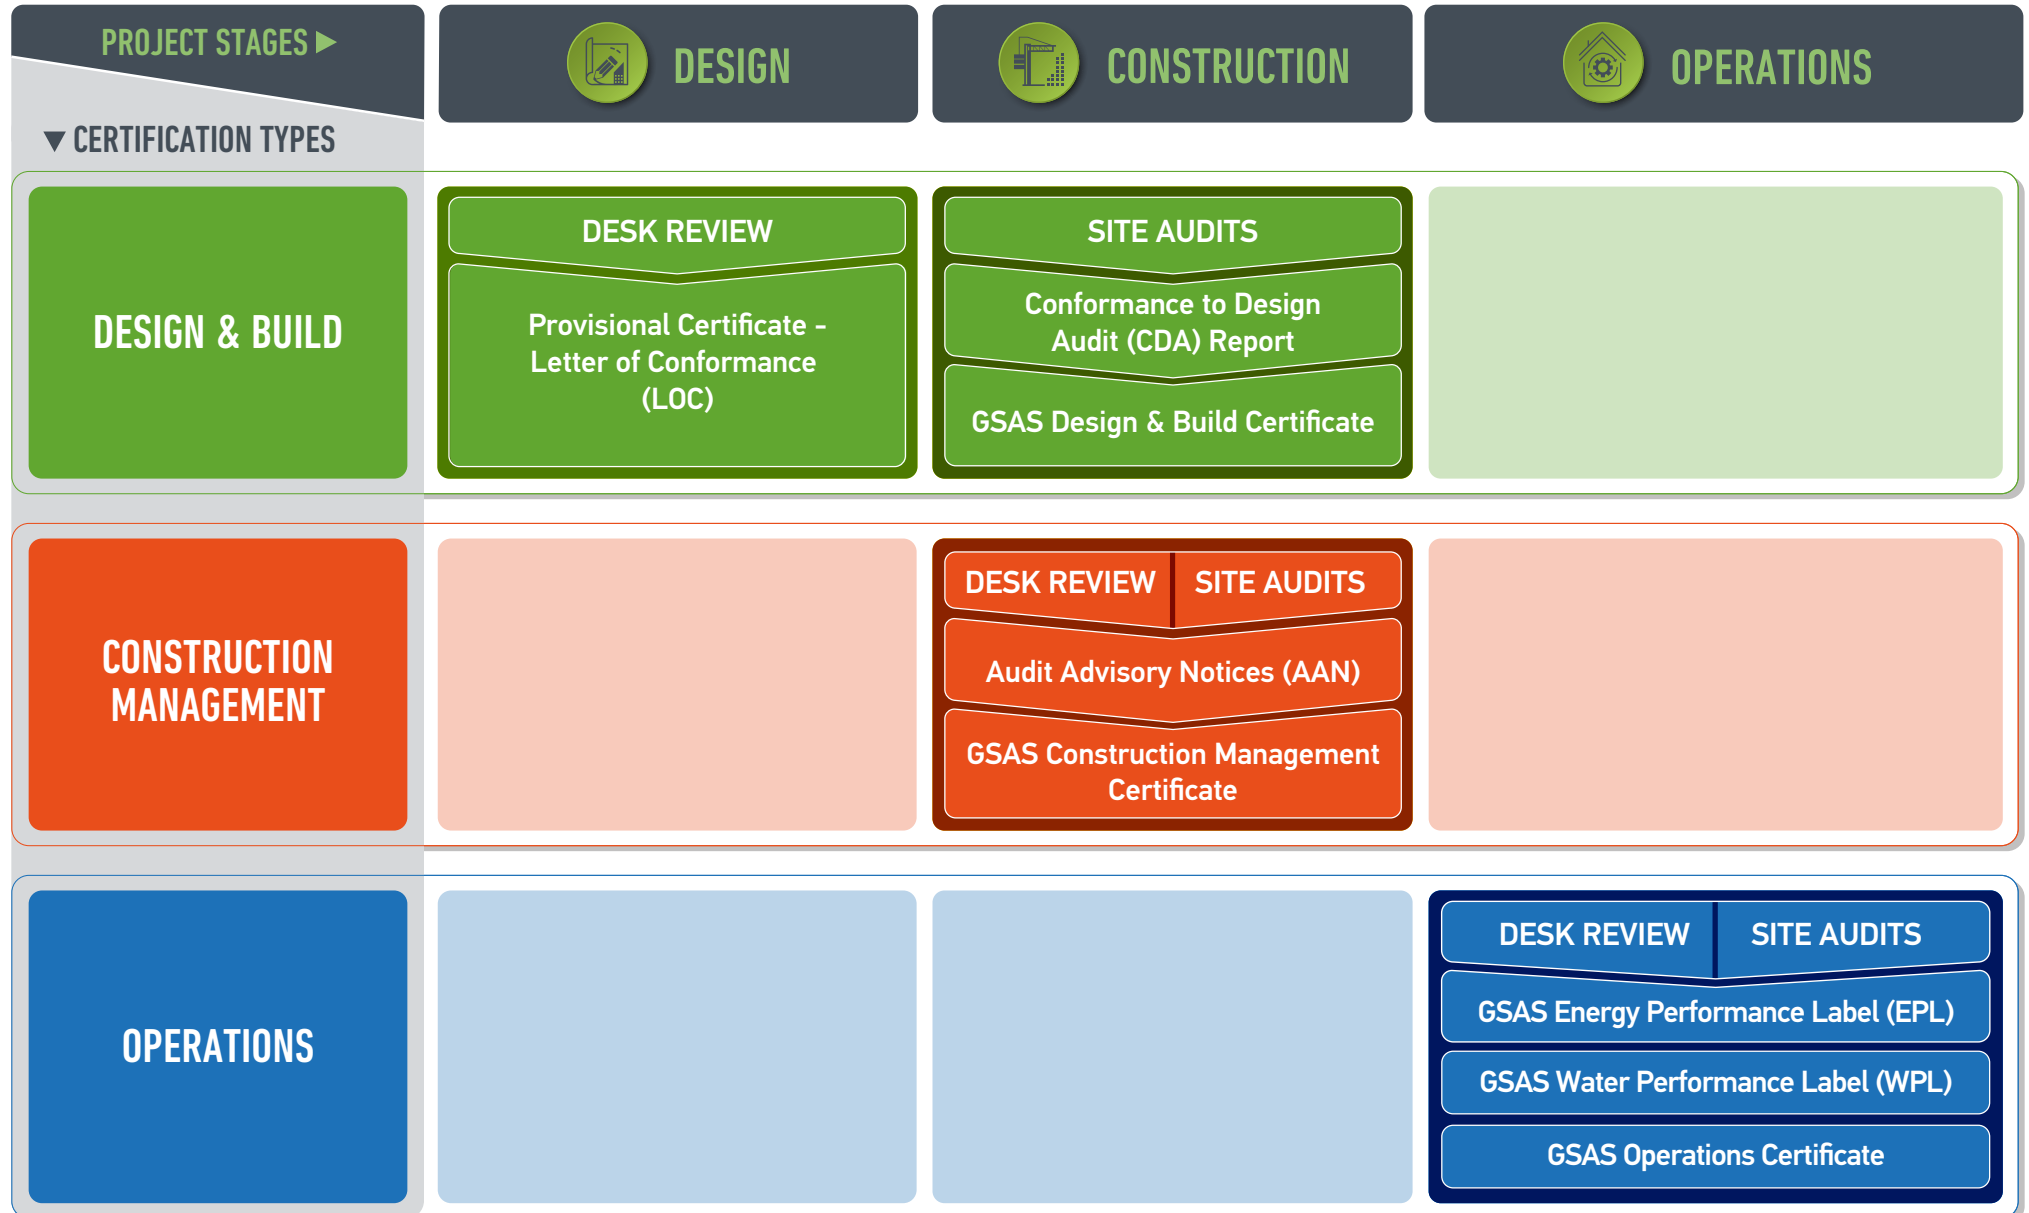 PROJECT STAGES ▶
DESIGN
CONSTRUCTION
OPERATIONS
▼ CERTIFICATION TYPES
DESIGN & BUILD
DESK REVIEW
Provisional Certificate -
Letter of Conformance
(LOC)
SITE AUDITS
Conformance to Design
Audit (CDA) Report
GSAS Design & Build Certificate
CONSTRUCTION
MANAGEMENT
DESK REVIEW
SITE AUDITS
Audit Advisory Notices (AAN)
GSAS Construction Management
Certificate
OPERATIONS
DESK REVIEW
SITE AUDITS
GSAS Energy Performance Label (EPL)
GSAS Water Performance Label (WPL)
GSAS Operations Certificate